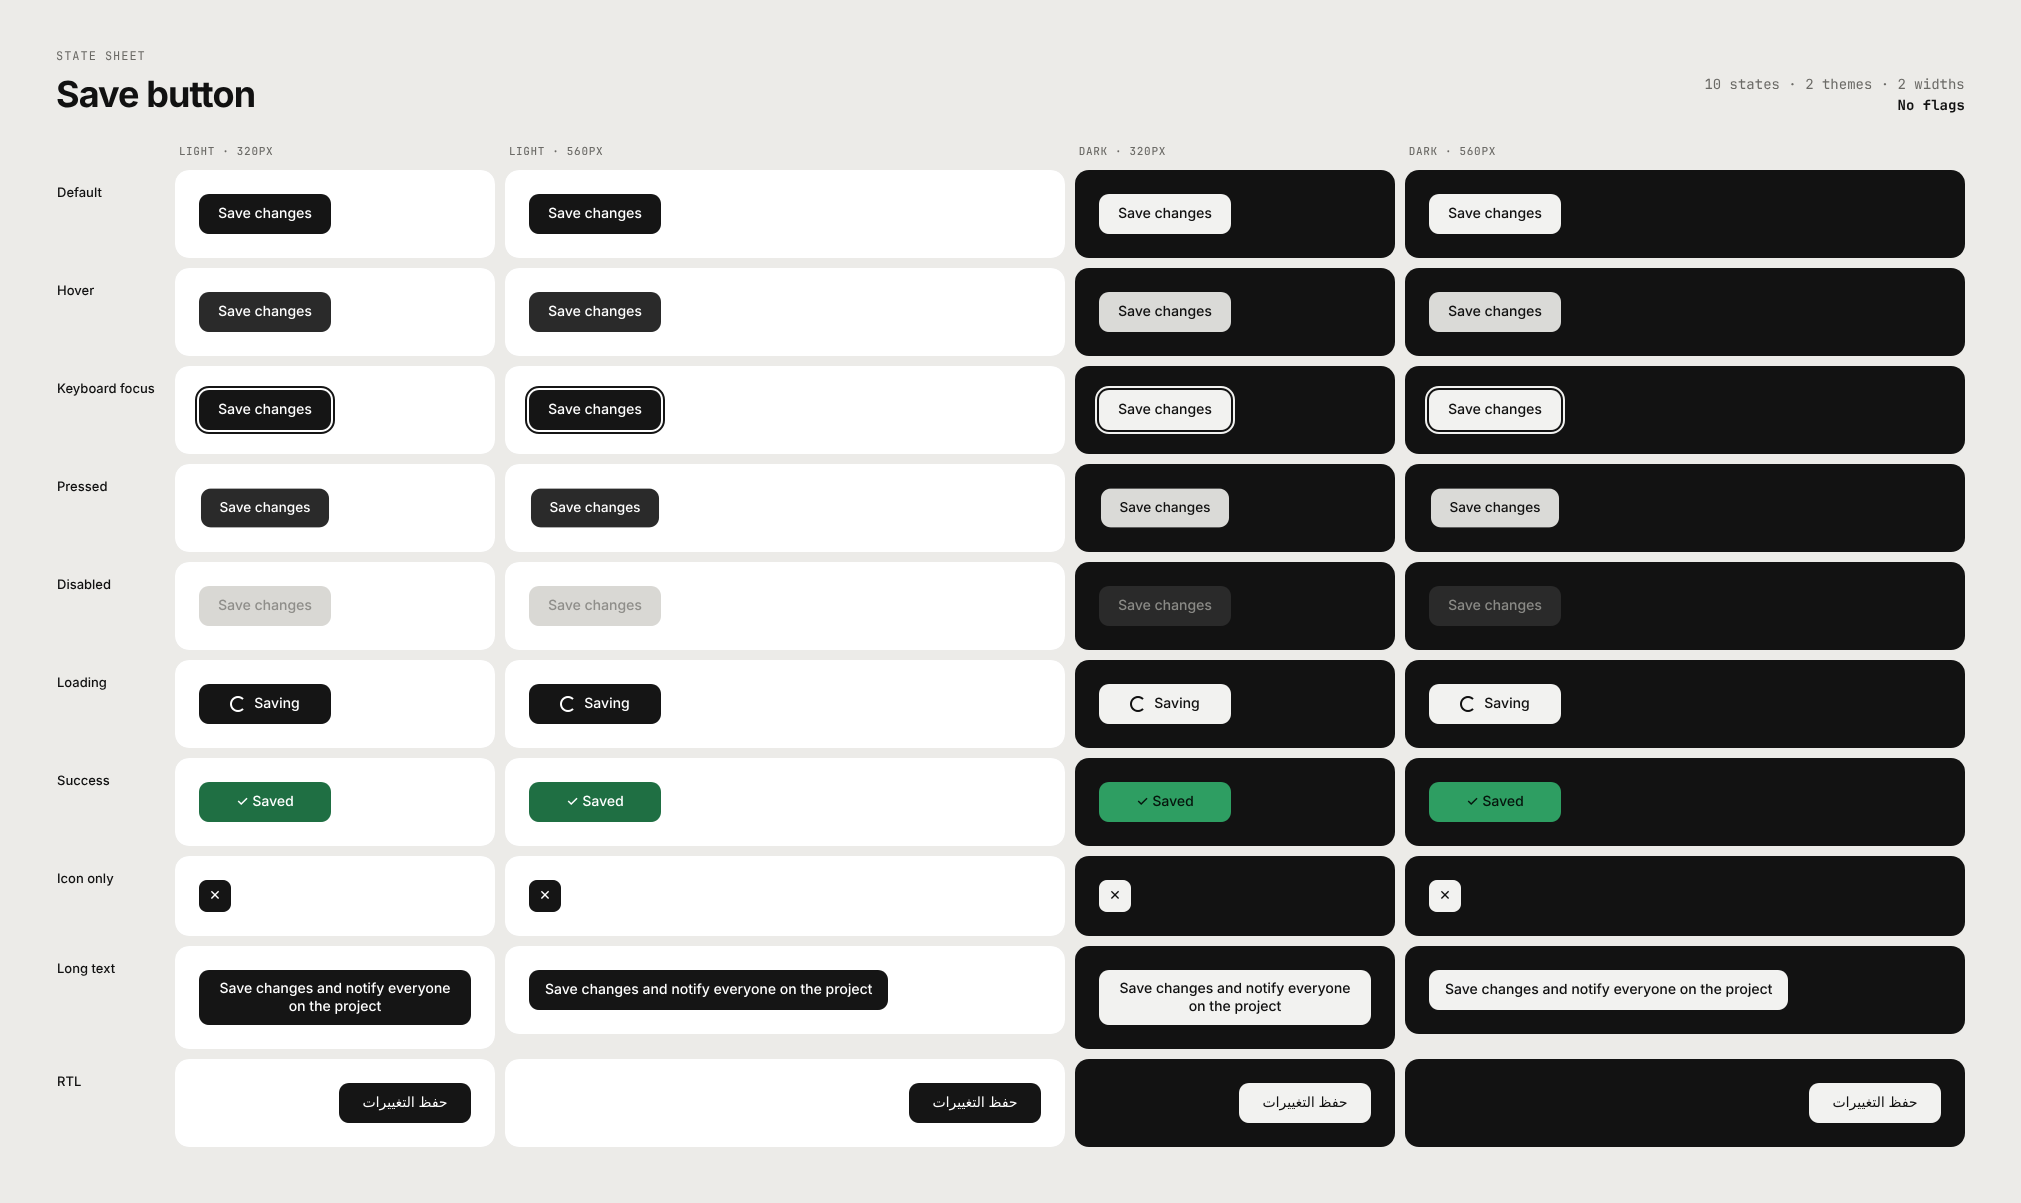 STATE SHEET
Save button
10 states · 2 themes · 2 widths
No flags
LIGHT · 320PX LIGHT · 560PX DARK · 320PX DARK · 560PX
Default Save changes Save changes Save changes Save changes
Hover Save changes Save changes Save changes Save changes
Keyboard focus Save changes Save changes Save changes Save changes
Pressed Save changes Save changes Save changes Save changes
Disabled Save changes Save changes Save changes Save changes
Loading Saving Saving Saving Saving
Success ✓ Saved ✓ Saved ✓ Saved ✓ Saved
Icon only ✕ ✕ ✕ ✕
Long text
Save changes and notify everyone
on the project
Save changes and notify everyone on the project
Save changes and notify everyone
on the project
Save changes and notify everyone on the project
RTL
حفظ التغييرات
حفظ التغييرات
حفظ التغييرات
حفظ التغييرات